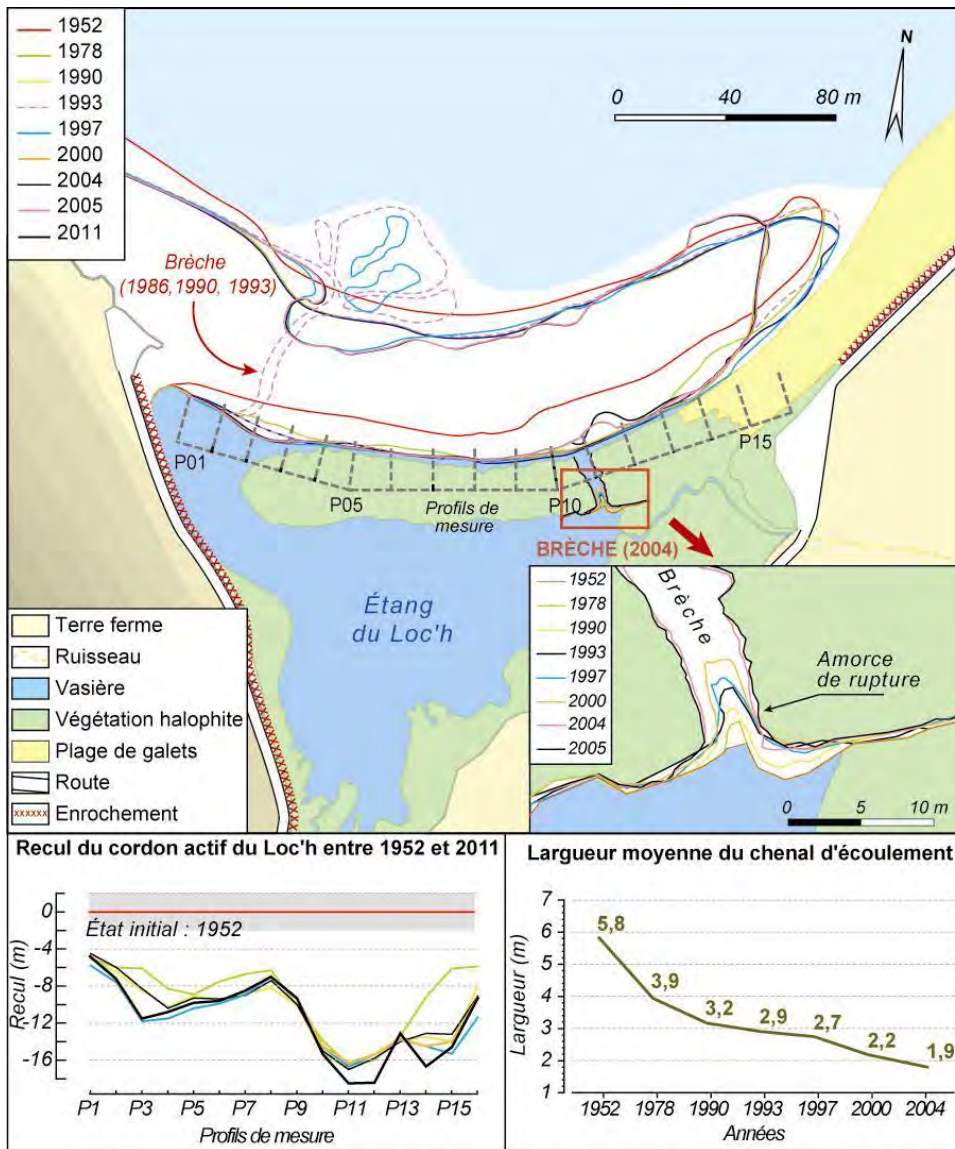 1952
1978
1990
1993
1997
2000
2004
2005
2011
N
0 40 80 m
Brèche
(1986,1990, 1993)
P01
P05
P10
P15
Profils de
mesure
BRÈCHE (2004)
Étang
du Loc'h
Terre ferme
Ruisseau
Vasière
Végétation halophite
Plage de galets
Route
Enrochement
1952
1978
1990
1993
1997
2000
2004
2005
Brèche
Amorce
de rupture
0 5 10 m
Recul du cordon actif du Loc'h entre 1952 et 2011
Recul (m)
0
-4
-8
-12
-16
État initial : 1952
P1 P3 P5 P7 P9 P11 P13 P15
Profils de mesure
Largueur moyenne du chenal d'écoulement
Largueur (m)
7
6
5
4
3
2
1
5,8
3,9
3,2
2,9
2,7
2,2
1,9
1952 1978 1990 1993 1997 2000 2004
Années